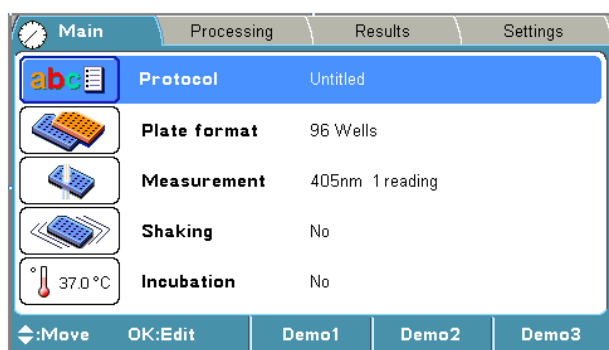 Main Processing Results Settings
abc Protocol Untitled
Plate format 96 Wells
Measurement 405nm 1 reading
Shaking No
° 37.0°C Incubation No
:Move OK:Edit Demo1 Demo2 Demo3